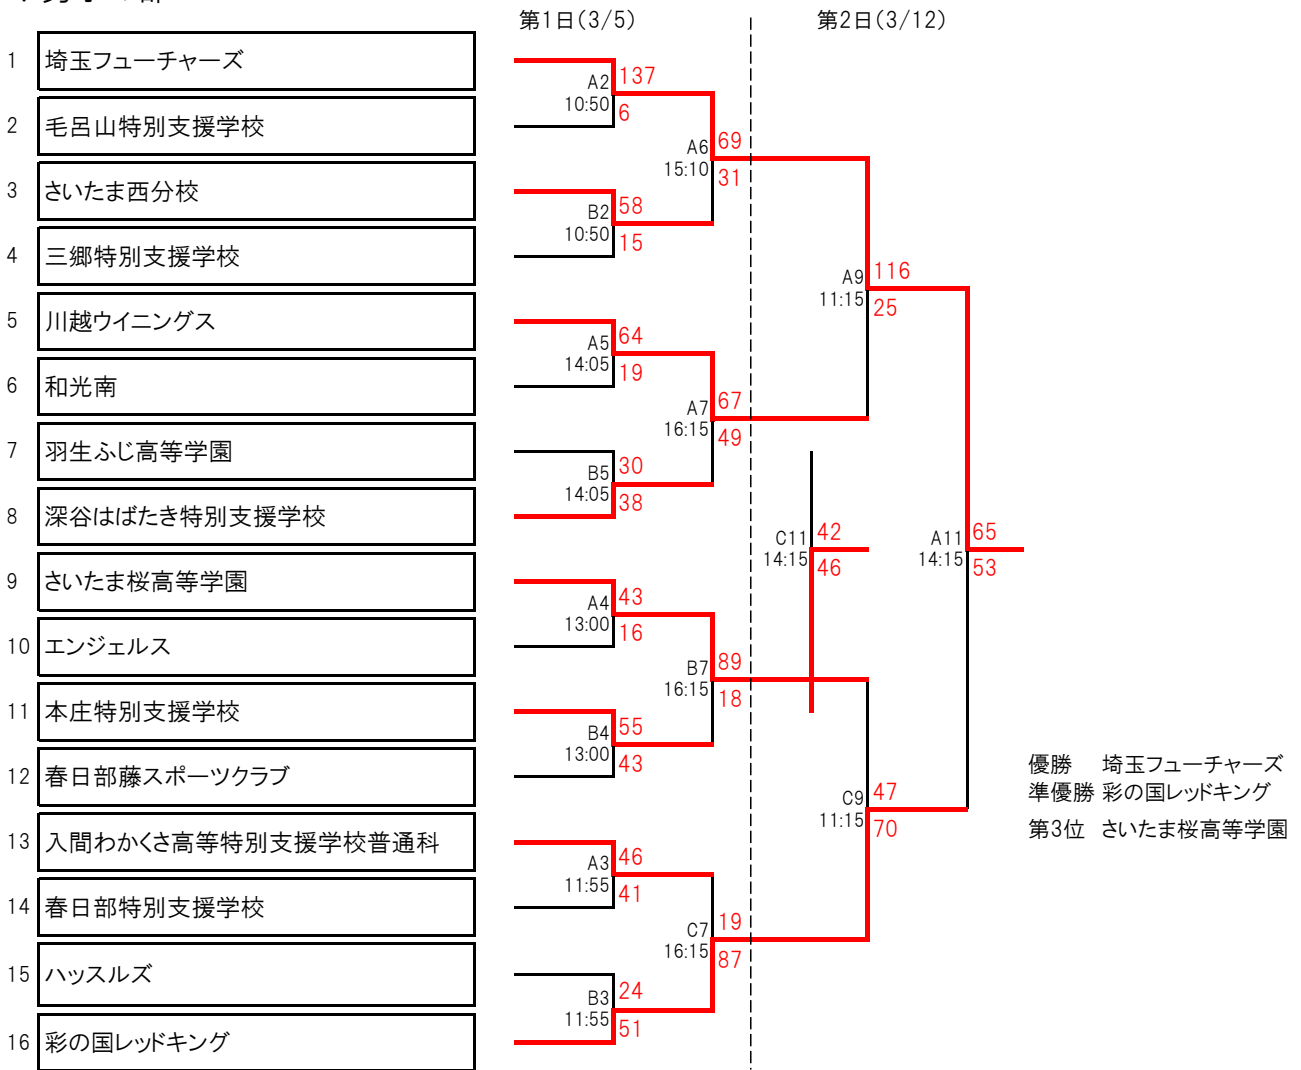 第1日(3/5)
第2日(3/12)
1 埼玉フューチャーズ
2 毛呂山特別支援学校
3 さいたま西分校
4 三郷特別支援学校
5 川越ウイニングス
6 和光南
7 羽生ふじ高等学園
8 深谷はばたき特別支援学校
9 さいたま桜高等学園
10 エンジェルス
11 本庄特別支援学校
12 春日部藤スポーツクラブ
13 入間わかくさ高等特別支援学校普通科
14 春日部特別支援学校
15 ハッスルズ
16 彩の国レッドキング
A2 137
10:50 6
B2 58
10:50 15
A5 64
14:05 19
B5 30
14:05 38
A4 43
13:00 16
B4 55
13:00 43
A3 46
11:55 41
B3 24
11:55 51
A6 69
15:10 31
A7 67
16:15 49
B7 89
16:15 18
C7 19
16:15 87
A9 116
11:15 25
C9 47
11:15 70
C11 42
14:15 46
A11 65
14:15 53
優勝 埼玉フューチャーズ
準優勝 彩の国レッドキング
第3位 さいたま桜高等学園